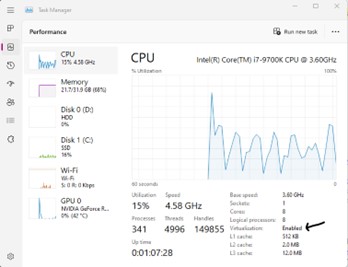 Task Manager
Performance
Run new task
CPU
15% 4.58 GHz
Memory
21.7/31.9 GB (68%)
Disk 0 (D:)
HDD
0%
Disk 1 (C:)
SSD
16%
Wi-Fi
Wi-Fi
S: 0 R: 0 Kbps
GPU 0
NVIDIA GeForce R...
0% (42 °C)
CPU
Intel(R) Core(TM) i7-9700K CPU @ 3.60GHz
% Utilization
100%
60 seconds
0
Utilization Speed
15% 4.58 GHz
Processes Threads Handles
341 4996 149855
Up time
0:01:07:28
Base speed: 3.60 GHz
Sockets: 1
Cores: 8
Logical processors: 8
Virtualization: Enabled
L1 cache: 512 KB
L2 cache: 2.0 MB
L3 cache: 12.0 MB